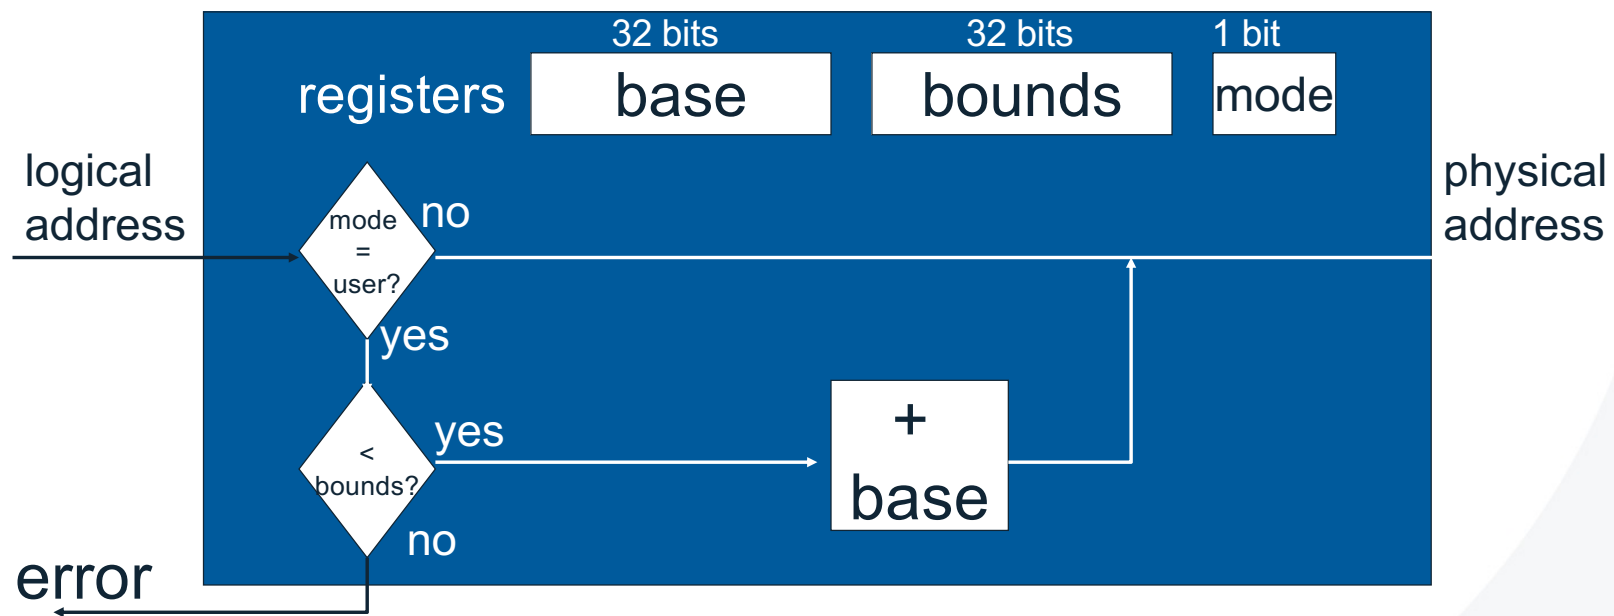 32 bits
32 bits
1 bit
registers
base
bounds
mode
logical
address
physical
address
mode
=
user?
no
yes
<
bounds?
yes
no
+
base
error